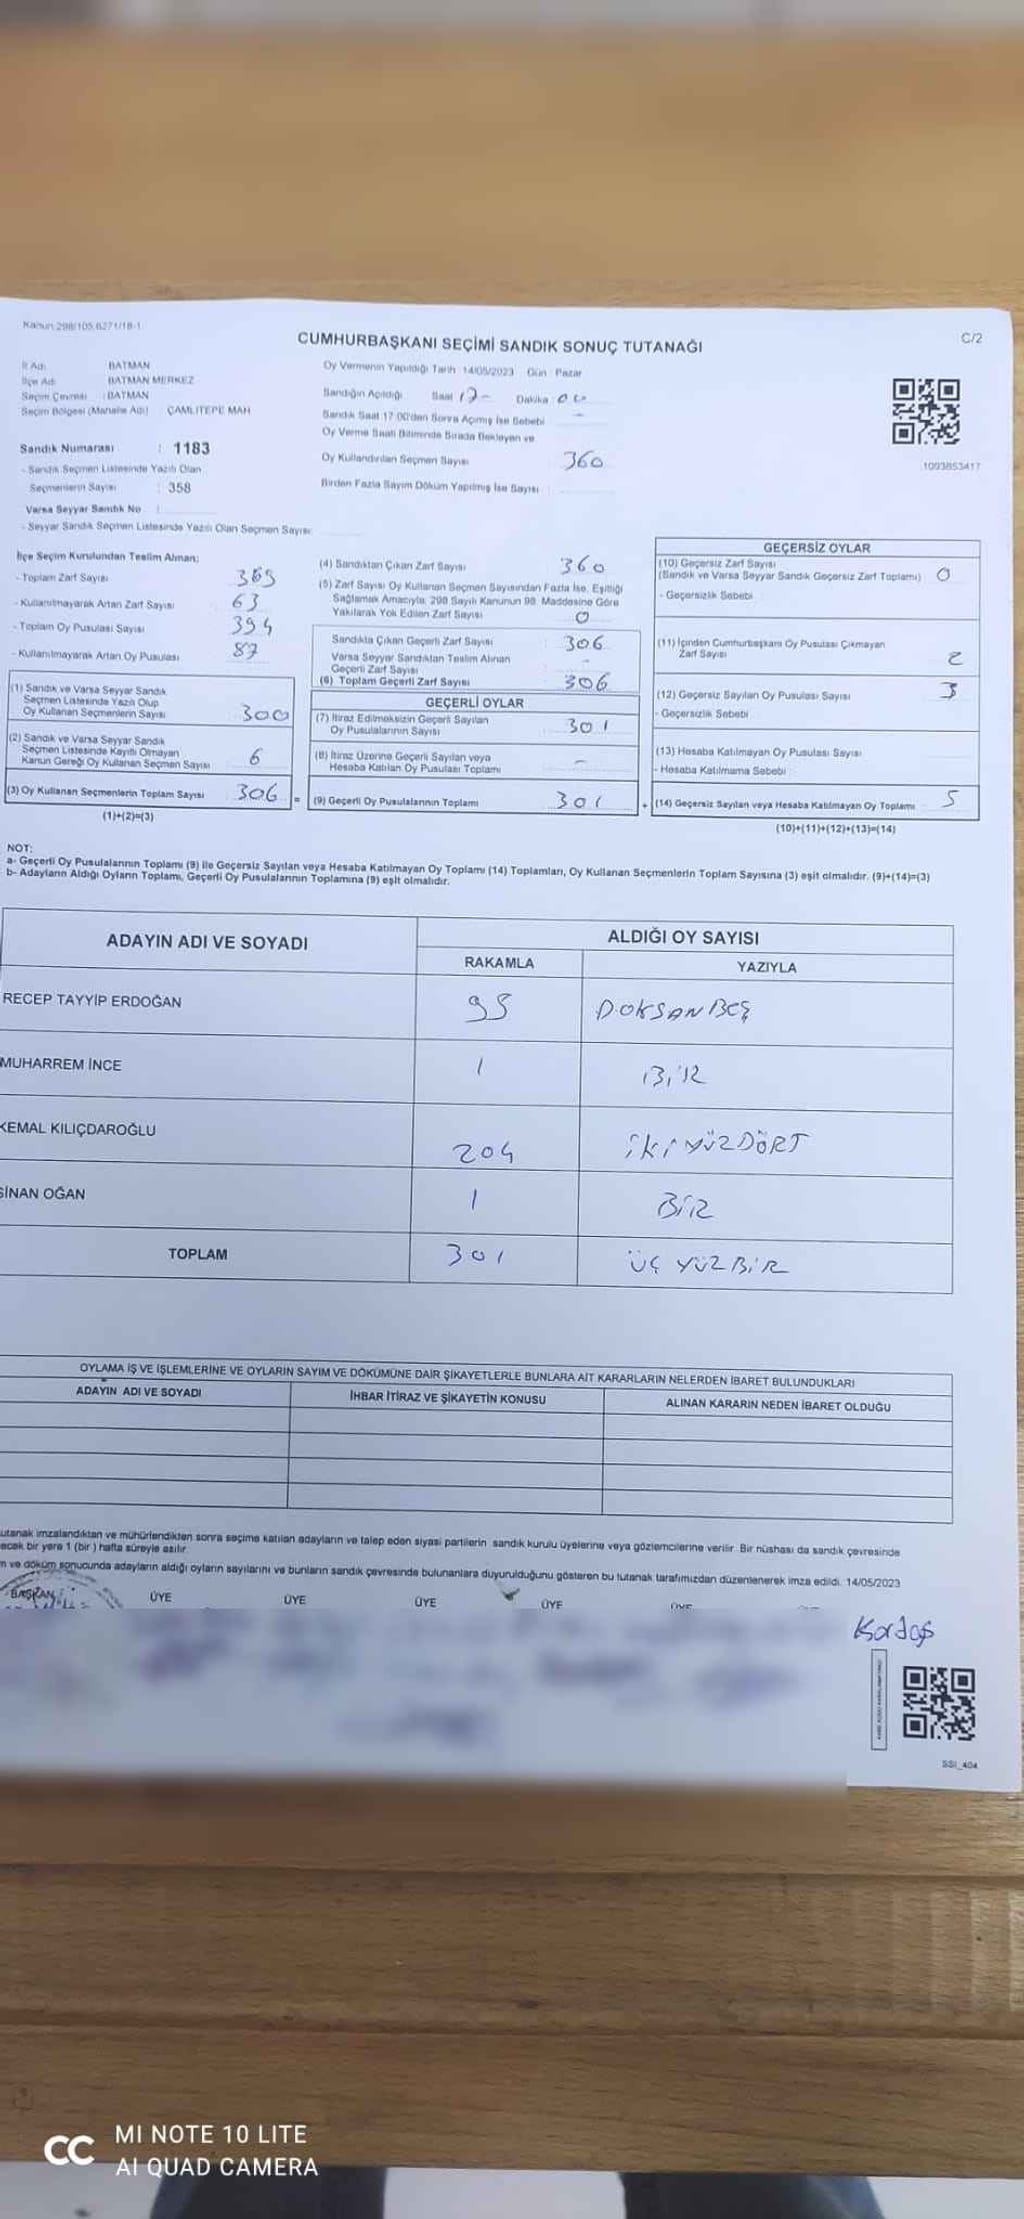 Kanun:298/105,6271/18-1
CUMHURBAŞKANI SEÇİMİ SANDIK SONUÇ TUTANAĞI
C/2
İl Adı : BATMAN
İlçe Adı : BATMAN MERKEZ
Seçim Çevresi : BATMAN
Seçim Bölgesi (Mahalle Adı) : ÇAMLITEPE MAH
Sandık Numarası : 1183
- Sandık Seçmen Listesinde Yazılı Olan
Seçmenlerin Sayısı : 358
Varsa Seyyar Sandık No :
- Seyyar Sandık Seçmen Listesinde Yazılı Olan Seçmen Sayısı:
Oy Vermenin Yapıldığı Tarih : 14/05/2023 Gün : Pazar
Sandığın Açıldığı Saat 17- Dakika : 00
Sandık Saat 17:00'den Sonra Açılmış İse Sebebi : -
Oy Verme Saati Bitiminde Sırada Bekleyen ve
Oy Kullandırılan Seçmen Sayısı 360
Birden Fazla Sayım Döküm Yapılmış İse Sayısı :
1003853417
İlçe Seçim Kurulundan Teslim Alınan:
- Toplam Zarf Sayısı 369
- Kullanılmayarak Artan Zarf Sayısı 63
- Toplam Oy Pusulası Sayısı 394
- Kullanılmayarak Artan Oy Pusulası 87
(1) Sandık ve Varsa Seyyar Sandık
Seçmen Listesinde Yazılı Olup
Oy Kullanan Seçmenlerin Sayısı 300
(2) Sandık ve Varsa Seyyar Sandık
Seçmen Listesinde Kayıtlı Olmayan
Kanun Gereği Oy Kullanan Seçmen Sayısı 6
(3) Oy Kullanan Seçmenlerin Toplam Sayısı 306 =
(1)+(2)=(3)
(4) Sandıktan Çıkan Zarf Sayısı 360
(5) Zarf Sayısı Oy Kullanan Seçmen Sayısından Fazla İse, Eşitliği
Sağlamak Amacıyla, 298 Sayılı Kanunun 98. Maddesine Göre
Yakılarak Yok Edilen Zarf Sayısı 0
Sandıkta Çıkan Geçerli Zarf Sayısı : 306
Varsa Seyyar Sandıktan Teslim Alınan
Geçerli Zarf Sayısı : -
(6) Toplam Geçerli Zarf Sayısı : 306
GEÇERLİ OYLAR
(7) İtiraz Edilmeksizin Geçerli Sayılan
Oy Pusulalarının Sayısı : 301
(8) İtiraz Üzerine Geçerli Sayılan veya
Hesaba Katılan Oy Pusulası Toplamı : -
(9) Geçerli Oy Pusulalarının Toplamı : 301 +
GEÇERSİZ OYLAR
(10) Geçersiz Zarf Sayısı
(Sandık ve Varsa Seyyar Sandık Geçersiz Zarf Toplamı) : 0
- Geçersizlik Sebebi
(11) İçinden Cumhurbaşkanı Oy Pusulası Çıkmayan
Zarf Sayısı 2
(12) Geçersiz Sayılan Oy Pusulası Sayısı 3
- Geçersizlik Sebebi
(13) Hesaba Katılmayan Oy Pusulası Sayısı
- Hesaba Katılmama Sebebi
(14) Geçersiz Sayılan veya Hesaba Katılmayan Oy Toplamı 5
(10)+(11)+(12)+(13)=(14)
NOT:
a- Geçerli Oy Pusulalarının Toplamı (9) ile Geçersiz Sayılan veya Hesaba Katılmayan Oy Toplamı (14) Toplamları, Oy Kullanan Seçmenlerin Toplam Sayısına (3) eşit olmalıdır. (9)+(14)=(3)
b- Adayların Aldığı Oyların Toplamı, Geçerli Oy Pusulalarının Toplamına (9) eşit olmalıdır.
ADAYIN ADI VE SOYADI ALDIĞI OY SAYISI
RAKAMLA YAZIYLA
RECEP TAYYİP ERDOĞAN 95 DOKSAN BEŞ
MUHARREM İNCE 1 BİR
KEMAL KILIÇDAROĞLU 204 İKİ YÜZ DÖRT
SİNAN OĞAN 1 BİR
TOPLAM 301 ÜÇ YÜZ BİR
OYLAMA İŞ VE İŞLEMLERİNE VE OYLARIN SAYIM VE DÖKÜMÜNE DAİR ŞİKAYETLERLE BUNLARA AİT KARARLARIN NELERDEN İBARET BULUNDUKLARI
ADAYIN ADI VE SOYADI İHBAR İTİRAZ VE ŞİKAYETİN KONUSU ALINAN KARARIN NEDEN İBARET OLDUĞU
utanak imzalandıktan ve mühürlendikten sonra seçime katılan adayların ve talep eden siyasi partilerin sandık kurulu üyelerine veya gözlemcilerine verilir. Bir nüshası da sandık çevresinde
ecek bir yere 1 (bir) hafta süreyle asılır.
m ve döküm sonucunda adayların aldığı oyların sayılarını ve bunların sandık çevresinde bulunanlara duyurulduğunu gösteren bu tutanak tarafımızdan düzenlenerek imza edildi. 14/05/2023
BAŞKAN ÜYE ÜYE ÜYE ÜYE ÜYE
SSI_404
MI NOTE 10 LITE
AI QUAD CAMERA